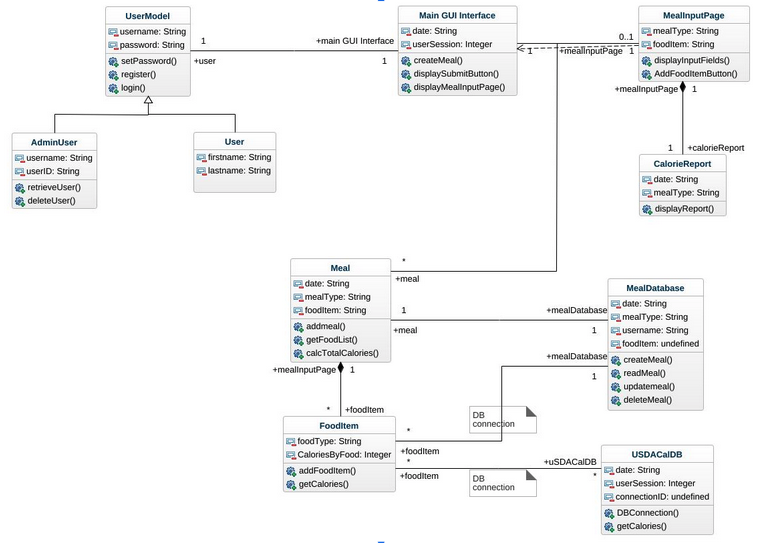 UserModel
username: String
password: String
setPassword()
register()
login()
1
+user
+main GUI Interface
1
Main GUI Interface
date: String
userSession: Integer
createMeal()
displaySubmitButton()
displayMealInputPage()
0..1
1
+mealInputPage
1
MealInputPage
mealType: String
foodItem: String
displayInputFields()
AddFoodItemButton()
+mealInputPage
1
1
+calorieReport
CalorieReport
date: String
mealType: String
displayReport()
AdminUser
username: String
userID: String
retrieveUser()
deleteUser()
User
firstname: String
lastname: String
*
+meal
Meal
date: String
mealType: String
foodItem: String
addmeal()
getFoodList()
calcTotalCalories()
1
+meal
+mealDatabase
1
MealDatabase
date: String
mealType: String
username: String
foodItem: undefined
createMeal()
readMeal()
updatemeal()
deleteMeal()
+mealDatabase
1
+mealInputPage
1
*
+foodItem
FoodItem
foodType: String
CaloriesByFood: Integer
addFoodItem()
getCalories()
*
+foodItem
DB
connection
*
+foodItem
DB
connection
+uSDACalDB
*
USDACalDB
date: String
userSession: Integer
connectionID: undefined
DBConnection()
getCalories()